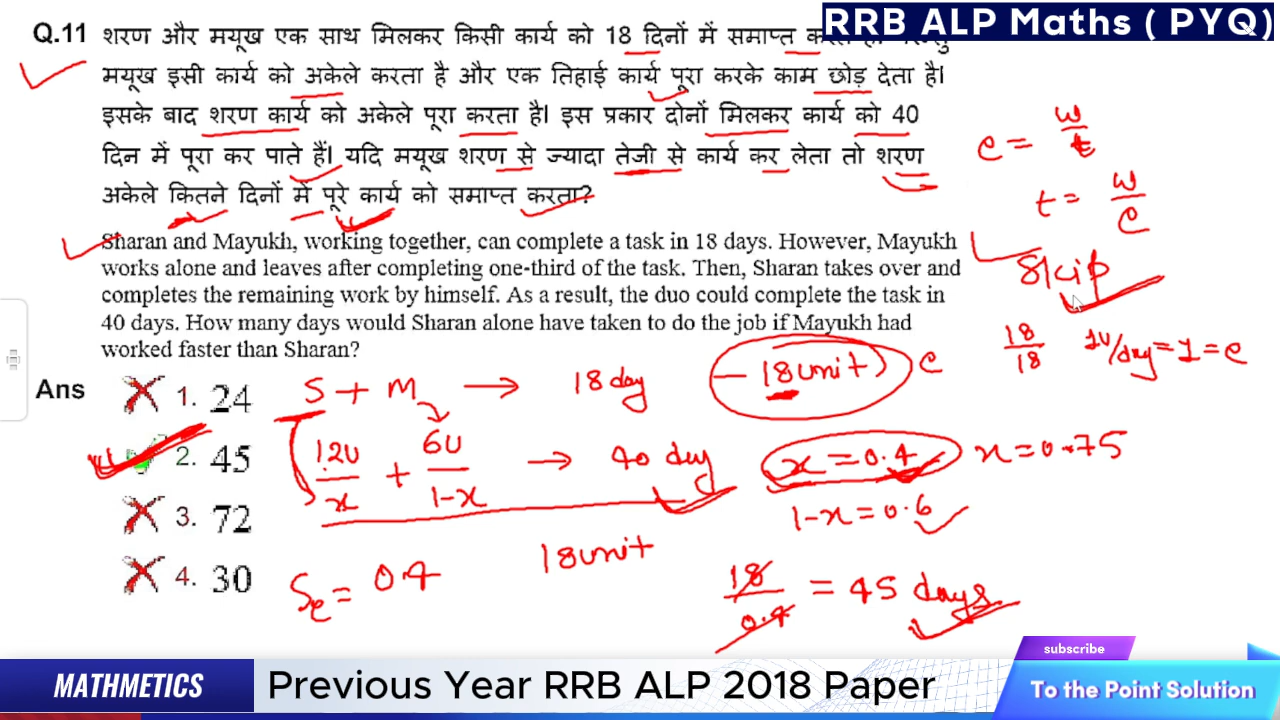 RRB ALP Maths ( PYQ)
Q.11 शरण और मयूख एक साथ मिलकर किसी कार्य को 18 दिनों में समाप्त
मयूख इसी कार्य को अकेले करता है और एक तिहाई कार्य पूरा करके काम छोड़ देता है।
इसके बाद शरण कार्य को अकेले पूरा करता है। इस प्रकार दोनों मिलकर कार्य को 40
दिन में पूरा कर पाते हैं। यदि मयूख शरण से ज्यादा तेजी से कार्य कर लेता तो शरण
अकेले कितने दिनों में पूरे कार्य को समाप्त करता?
e = w/t
t = w/e
Sharan and Mayukh, working together, can complete a task in 18 days. However, Mayukh
works alone and leaves after completing one-third of the task. Then, Sharan takes over and
completes the remaining work by himself. As a result, the duo could complete the task in
40 days. How many days would Sharan alone have taken to do the job if Mayukh had
worked faster than Sharan?
Skip
18/18 1u/day = 1 = e
Ans
1. 24
2. 45
3. 72
4. 30
S + M → 18 day – 18 unit e
12u/x + 6u/1-x → 40 day x = 0.4 x = 0.75
1-x = 0.6
18 unit
Se = 0.4
18/0.4 = 45 days
subscribe
MATHMETICS
Previous Year RRB ALP 2018 Paper
To the Point Solution